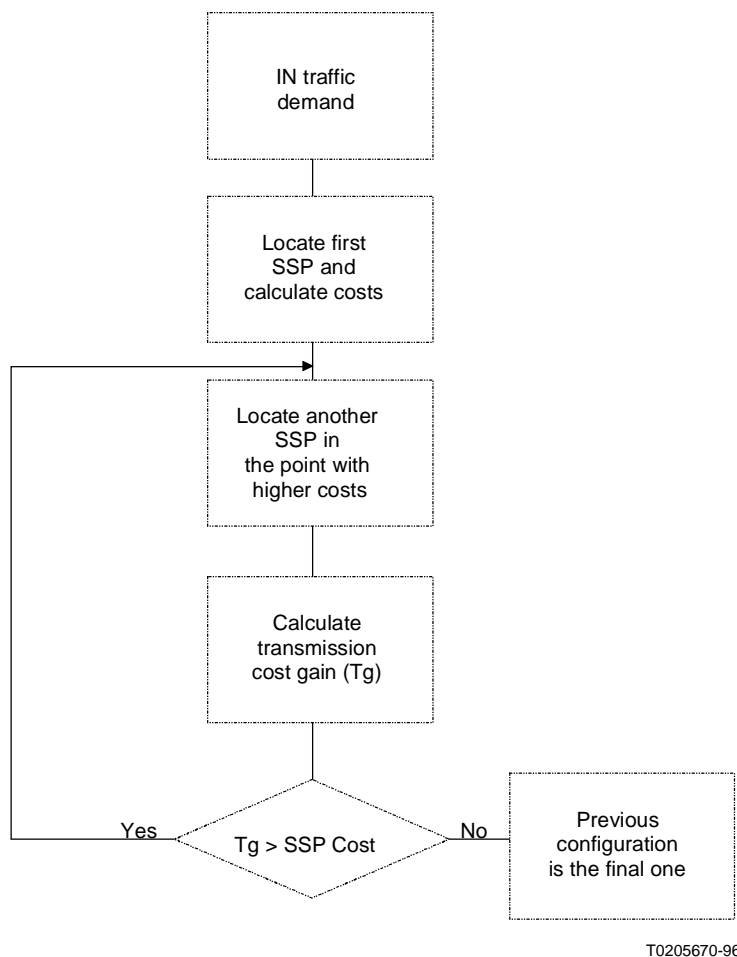 IN traffic
demand
Locate first
SSP and
calculate costs
Locate another
SSP in
the point with
higher costs
Calculate
transmission
cost gain (Tg)
Yes
Tg > SSP Cost
No
Previous
configuration
is the final one
T0205670-96